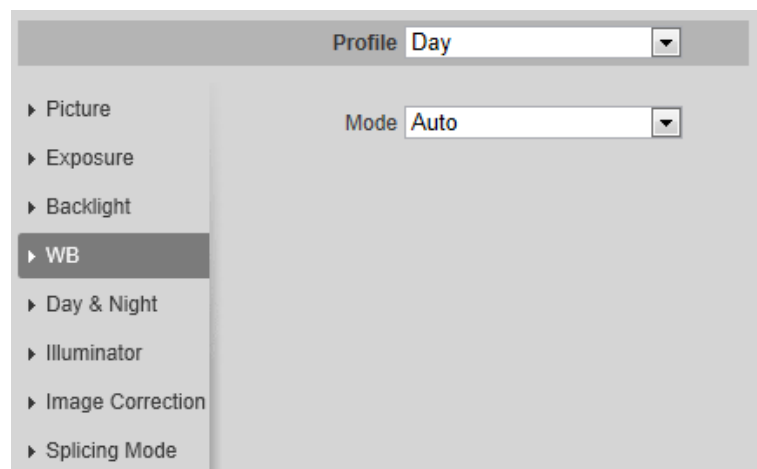 Profile Day
Picture
Mode Auto
Exposure
Backlight
WB
Day & Night
Illuminator
Image Correction
Splicing Mode